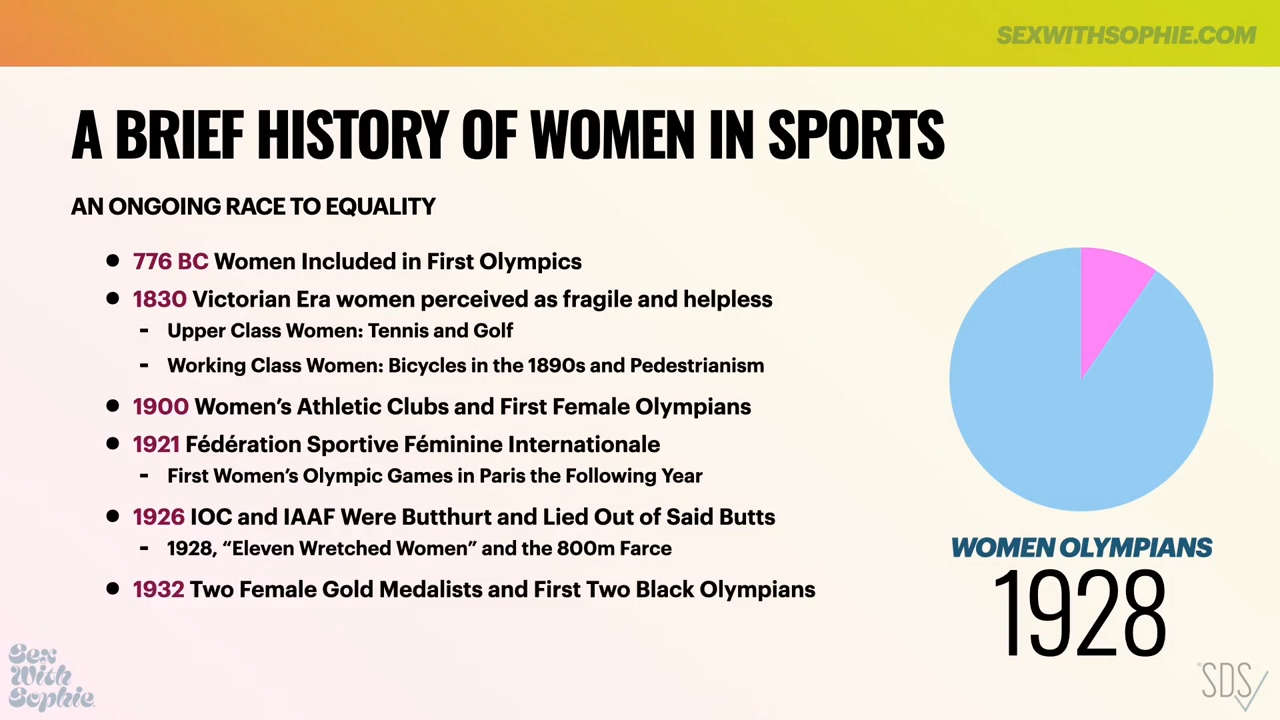 SEXWITHSOPHIE.COM
A BRIEF HISTORY OF WOMEN IN SPORTS
AN ONGOING RACE TO EQUALITY
● 776 BC Women Included in First Olympics
● 1830 Victorian Era women perceived as fragile and helpless
- Upper Class Women: Tennis and Golf
- Working Class Women: Bicycles in the 1890s and Pedestrianism
● 1900 Women’s Athletic Clubs and First Female Olympians
● 1921 Fédération Sportive Féminine Internationale
- First Women’s Olympic Games in Paris the Following Year
● 1926 IOC and IAAF Were Butthurt and Lied Out of Said Butts
- 1928, “Eleven Wretched Women” and the 800m Farce
● 1932 Two Female Gold Medalists and First Two Black Olympians
WOMEN OLYMPIANS
1928
Sex
With
Sophie
SDS